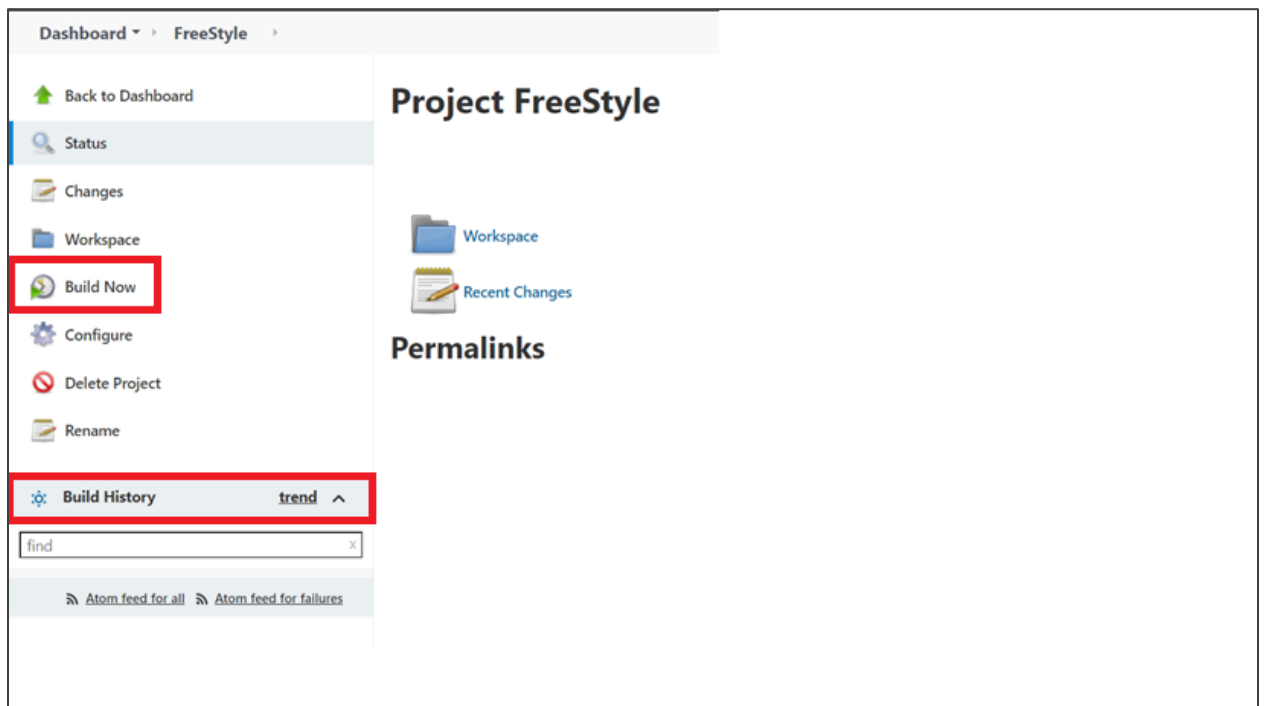 Dashboard FreeStyle
Back to Dashboard
Status
Changes
Workspace
Build Now
Configure
Delete Project
Rename
Build History trend
find x
Atom feed for all Atom feed for failures
Project FreeStyle
Workspace
Recent Changes
Permalinks